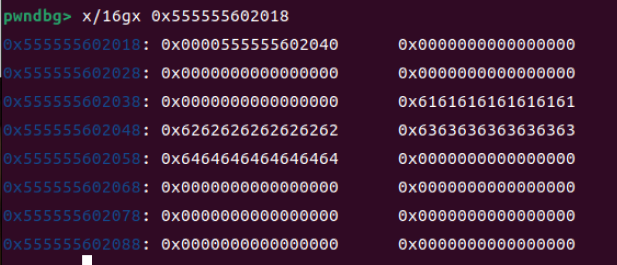 pwndbg> x/16gx 0x555555602018
0x555555602018: 0x0000555555602040 0x0000000000000000
0x555555602028: 0x0000000000000000 0x0000000000000000
0x555555602038: 0x0000000000000000 0x6161616161616161
0x555555602048: 0x6262626262626262 0x6363636363636363
0x555555602058: 0x6464646464646464 0x0000000000000000
0x555555602068: 0x0000000000000000 0x0000000000000000
0x555555602078: 0x0000000000000000 0x0000000000000000
0x555555602088: 0x0000000000000000 0x0000000000000000